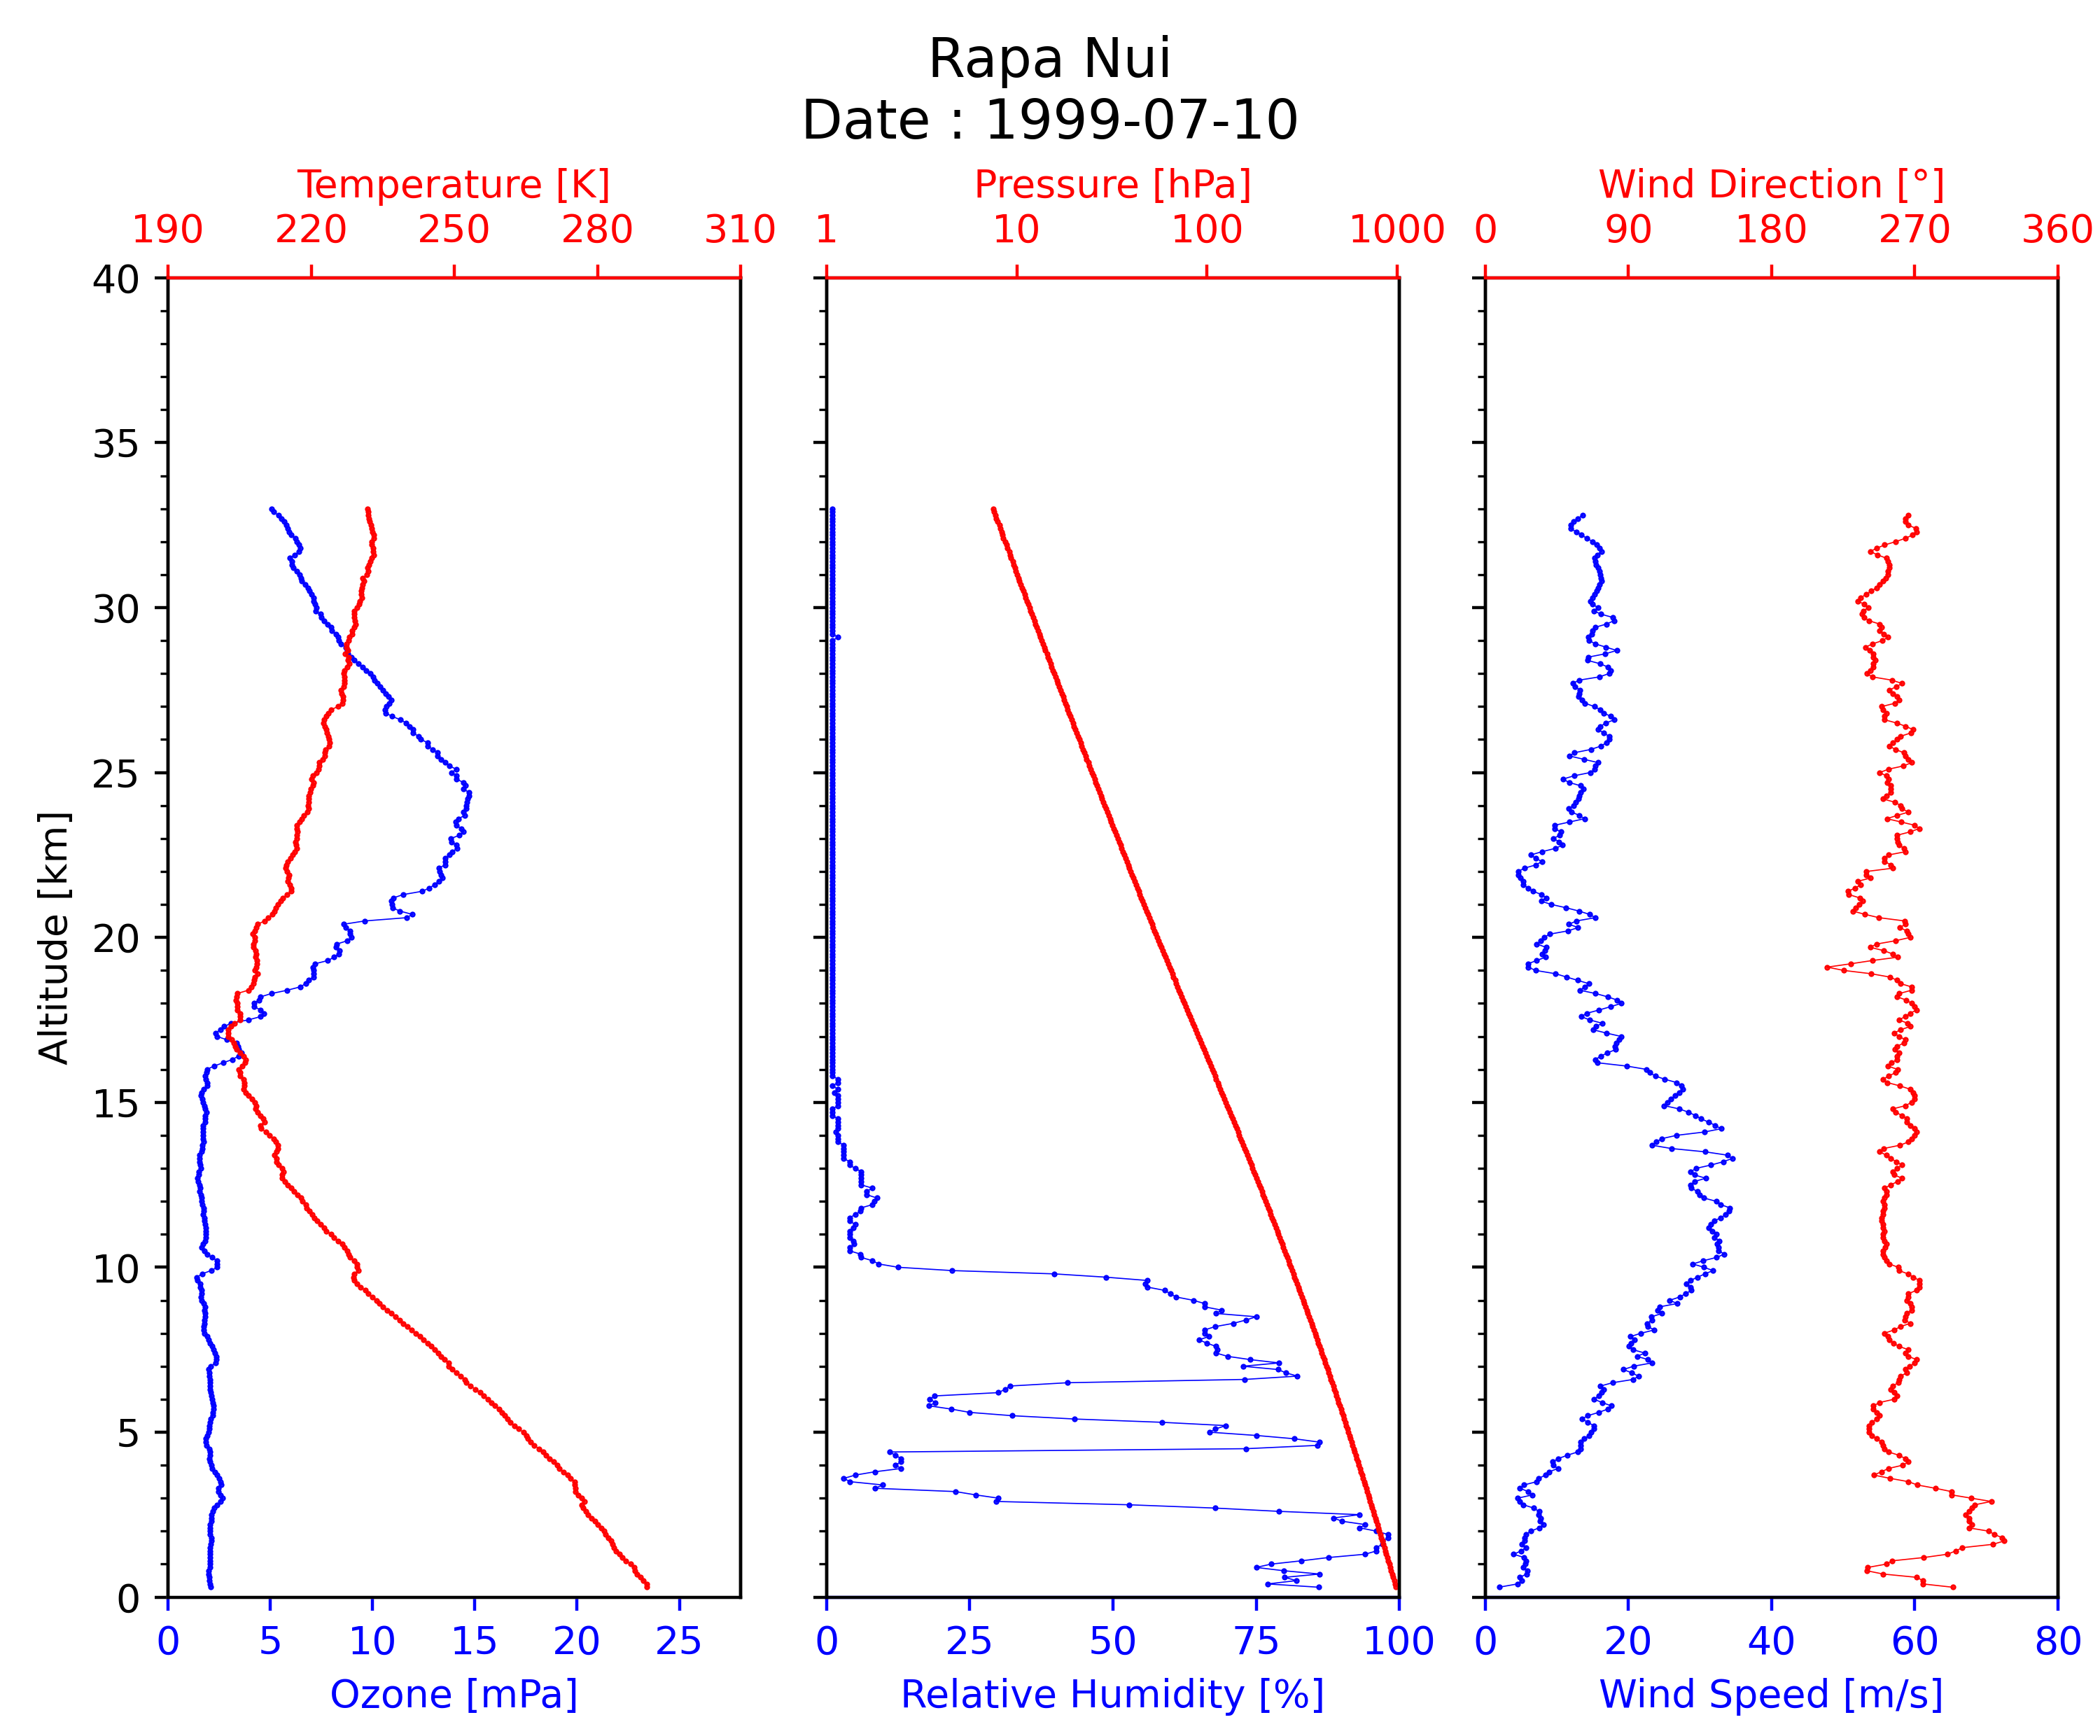 Rapa Nui
Date : 1999-07-10
Temperature [K]
190 220 250 280 310
Pressure [hPa]
1 10 100 1000
Wind Direction [°]
0 90 180 270 360
Altitude [km]
40
35
30
25
20
15
10
5
0
0 5 10 15 20 25
Ozone [mPa]
0 25 50 75 100
Relative Humidity [%]
0 20 40 60 80
Wind Speed [m/s]